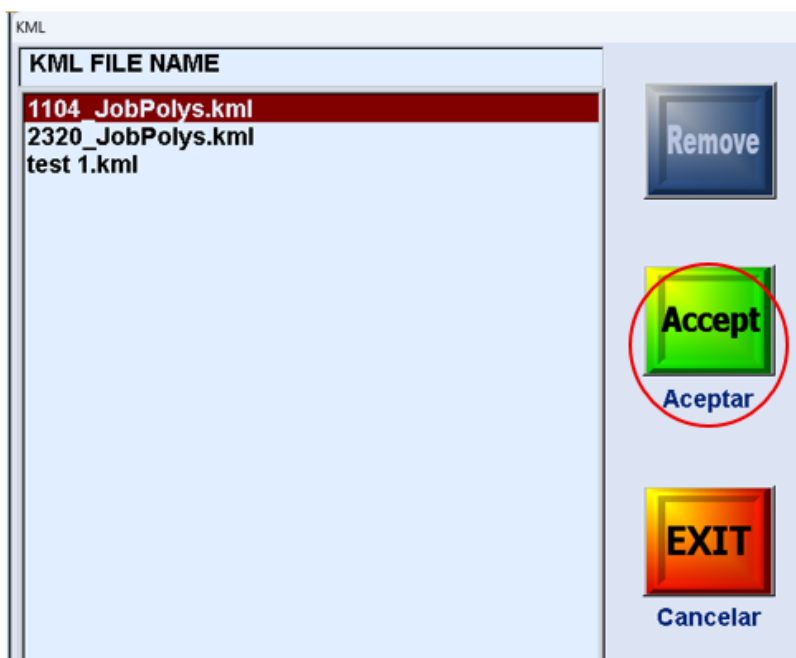 KML
KML FILE NAME
1104_JobPolys.kml
2320_JobPolys.kml
test 1.kml
Remove
Accept
Aceptar
EXIT
Cancelar